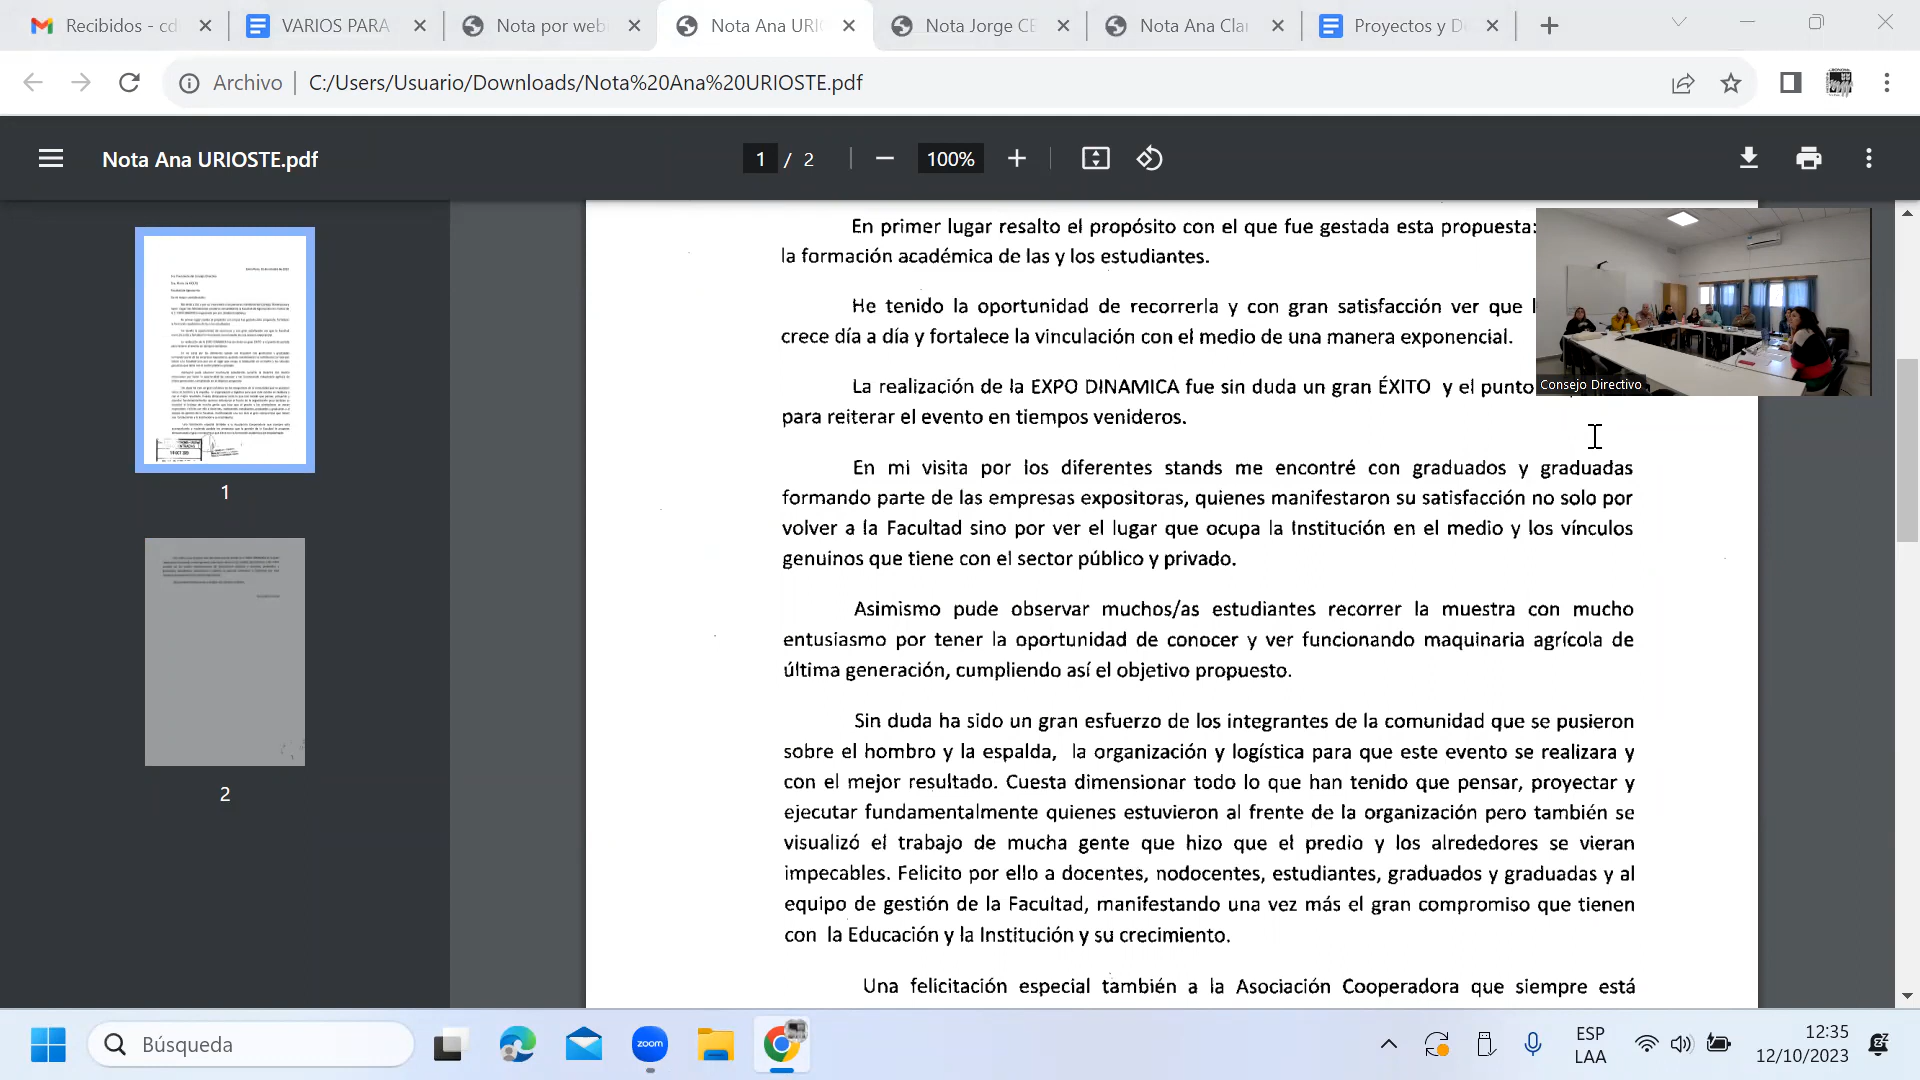 Recibidos - cd
VARIOS PARA
Nota por web
Nota Ana URI
Nota Jorge CE
Nota Ana Clar
Proyectos y De
Archivo
C:/Users/Usuario/Downloads/Nota%20Ana%20URIOSTE.pdf
Nota Ana URIOSTE.pdf
1 / 2
100%
1
2
En primer lugar resalto el propósito con el que fue gestada esta propuesta:
la formación académica de las y los estudiantes.
He tenido la oportunidad de recorrerla y con gran satisfacción ver que
crece día a día y fortalece la vinculación con el medio de una manera exponencial.
La realización de la EXPO DINAMICA fue sin duda un gran ÉXITO y el punto
para reiterar el evento en tiempos venideros.
En mi visita por los diferentes stands me encontré con graduados y graduadas
formando parte de las empresas expositoras, quienes manifestaron su satisfacción no solo por
volver a la Facultad sino por ver el lugar que ocupa la Institución en el medio y los vínculos
genuinos que tiene con el sector público y privado.
Asimismo pude observar muchos/as estudiantes recorrer la muestra con mucho
entusiasmo por tener la oportunidad de conocer y ver funcionando maquinaria agrícola de
última generación, cumpliendo así el objetivo propuesto.
Sin duda ha sido un gran esfuerzo de los integrantes de la comunidad que se pusieron
sobre el hombro y la espalda, la organización y logística para que este evento se realizara y
con el mejor resultado. Cuesta dimensionar todo lo que han tenido que pensar, proyectar y
ejecutar fundamentalmente quienes estuvieron al frente de la organización pero también se
visualizó el trabajo de mucha gente que hizo que el predio y los alrededores se vieran
impecables. Felicito por ello a docentes, nodocentes, estudiantes, graduados y graduadas y al
equipo de gestión de la Facultad, manifestando una vez más el gran compromiso que tienen
con la Educación y la Institución y su crecimiento.
Una felicitación especial también a la Asociación Cooperadora que siempre está
Consejo Directivo
Búsqueda
zoom
ESP
LAA
12:35
12/10/2023